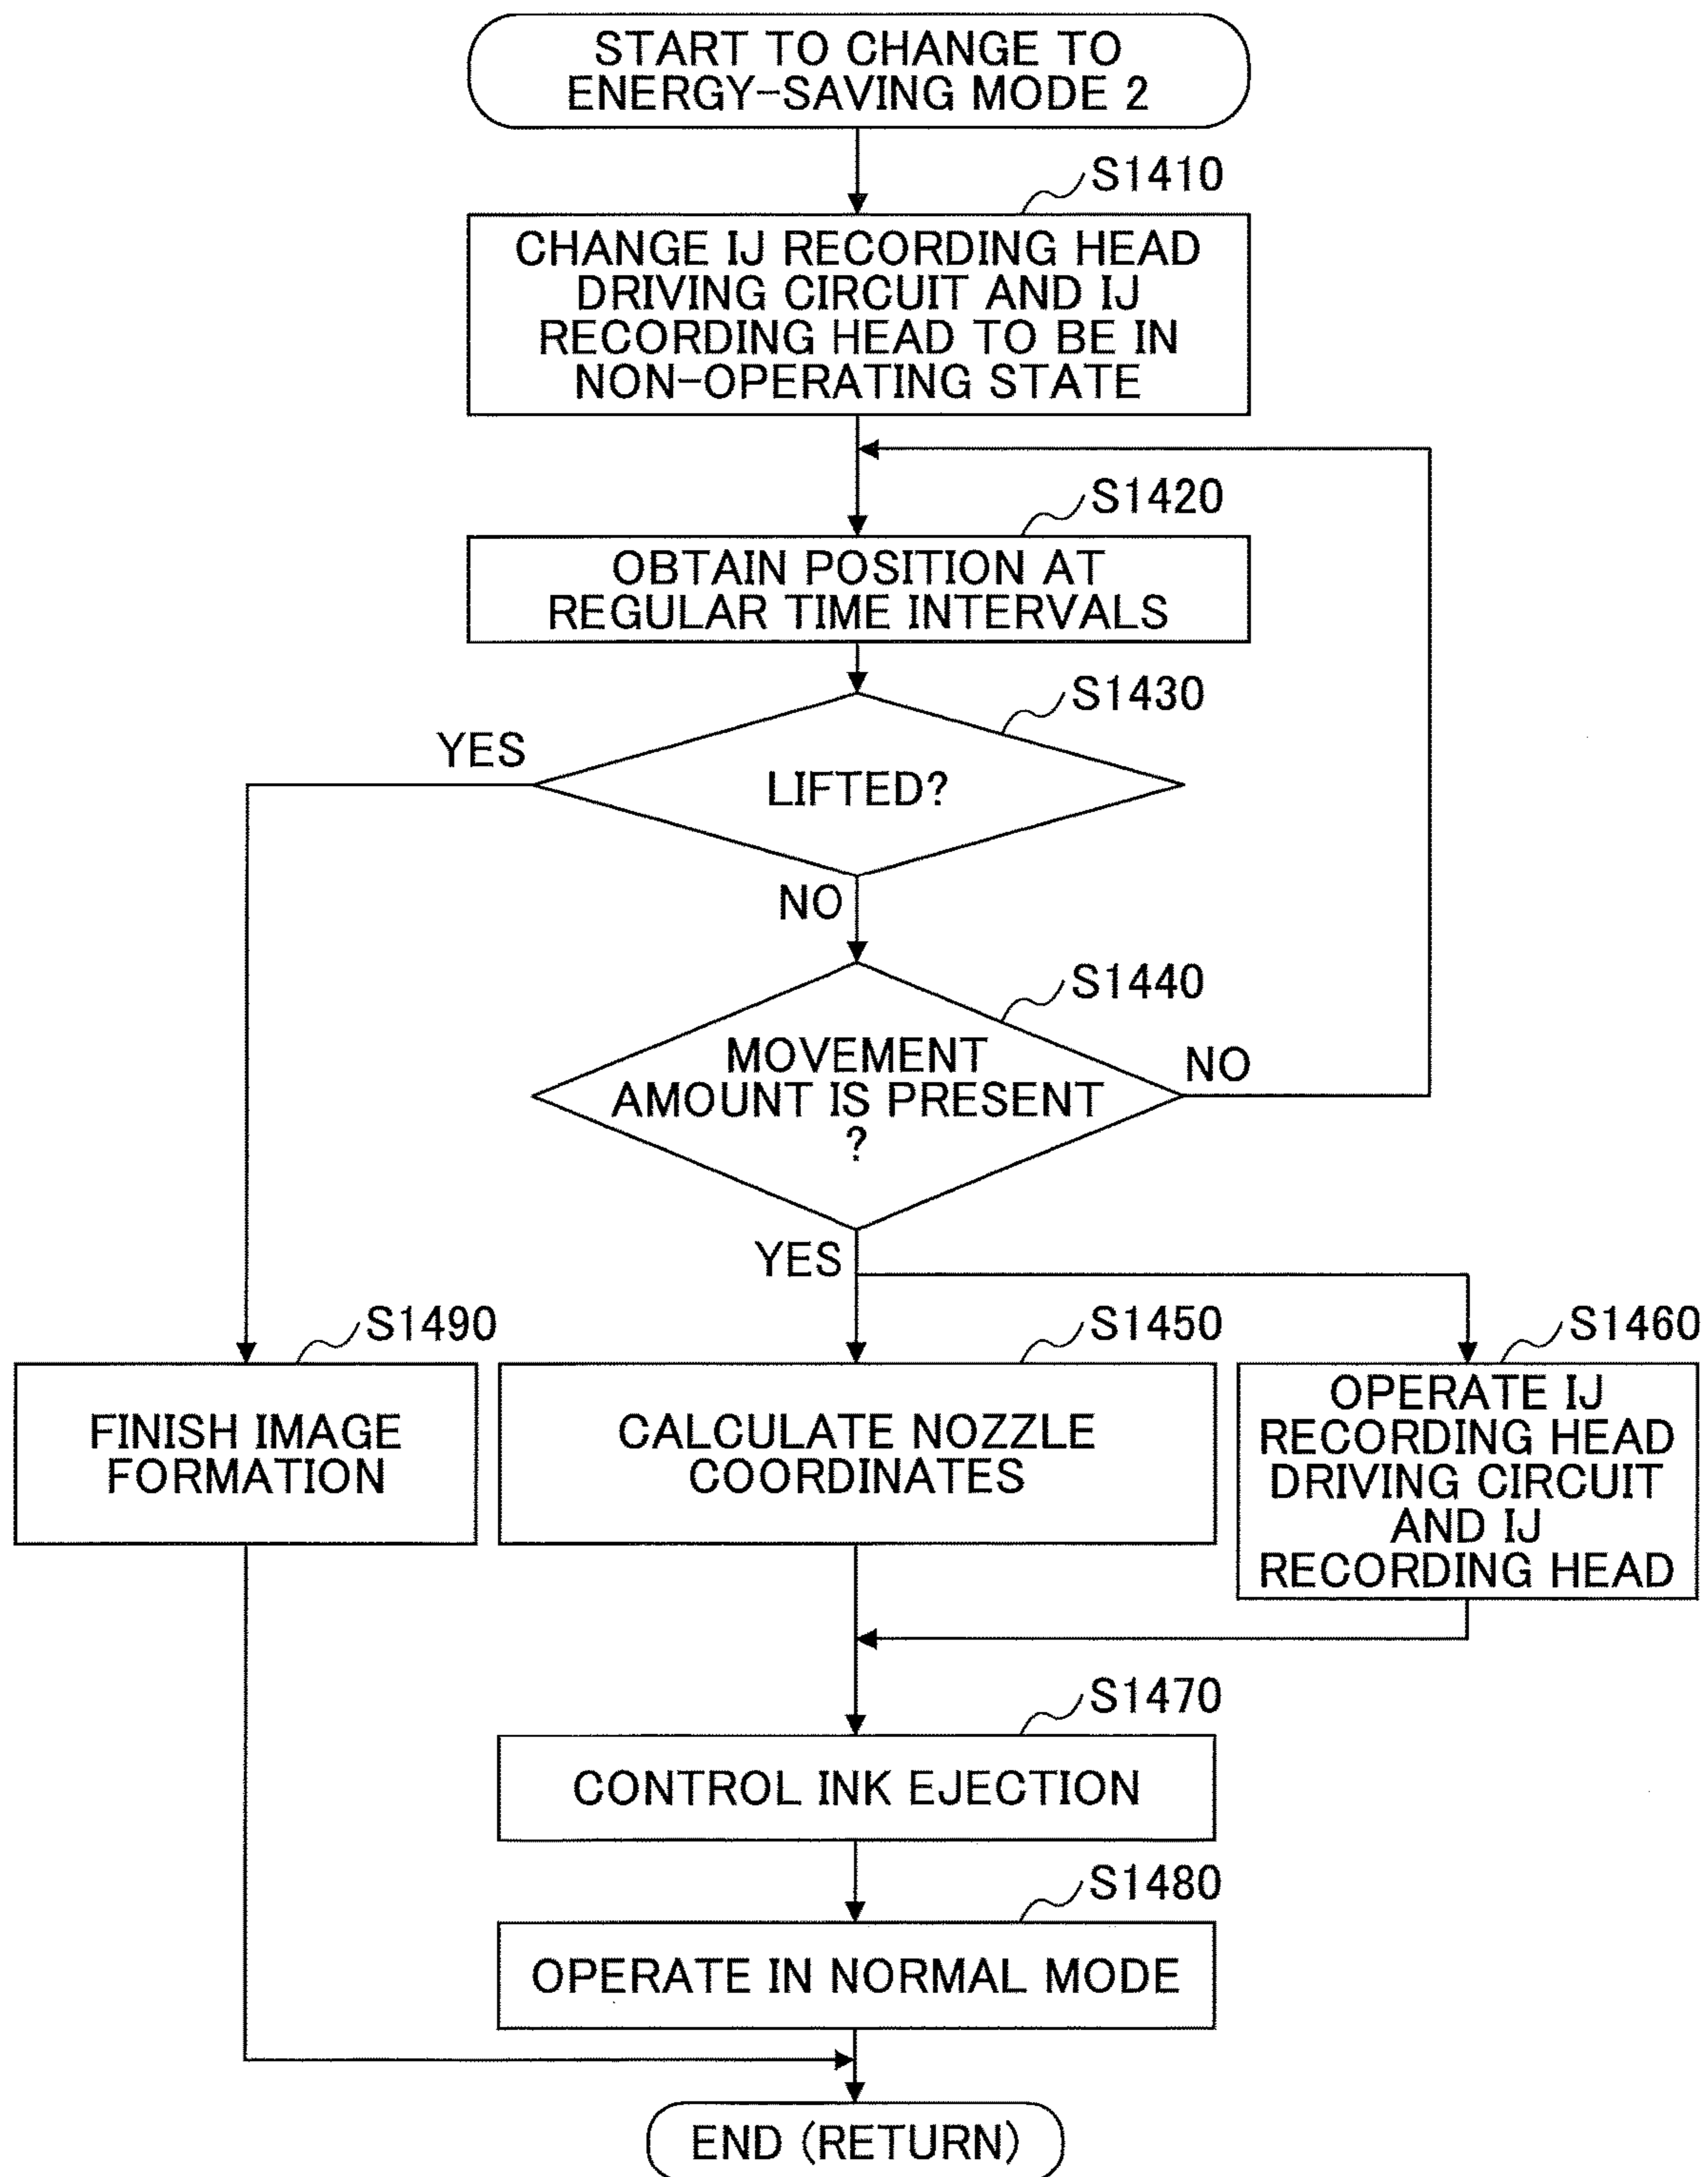 START TO CHANGE TO
ENERGY-SAVING MODE 2
S1410
CHANGE IJ RECORDING HEAD
DRIVING CIRCUIT AND IJ
RECORDING HEAD TO BE IN
NON-OPERATING STATE
S1420
OBTAIN POSITION AT
REGULAR TIME INTERVALS
S1430
YES
LIFTED?
NO
S1440
MOVEMENT
AMOUNT IS PRESENT
?
NO
YES
S1490
FINISH IMAGE
FORMATION
S1450
CALCULATE NOZZLE
COORDINATES
S1460
OPERATE IJ
RECORDING HEAD
DRIVING CIRCUIT
AND IJ
RECORDING HEAD
S1470
CONTROL INK EJECTION
S1480
OPERATE IN NORMAL MODE
END (RETURN)